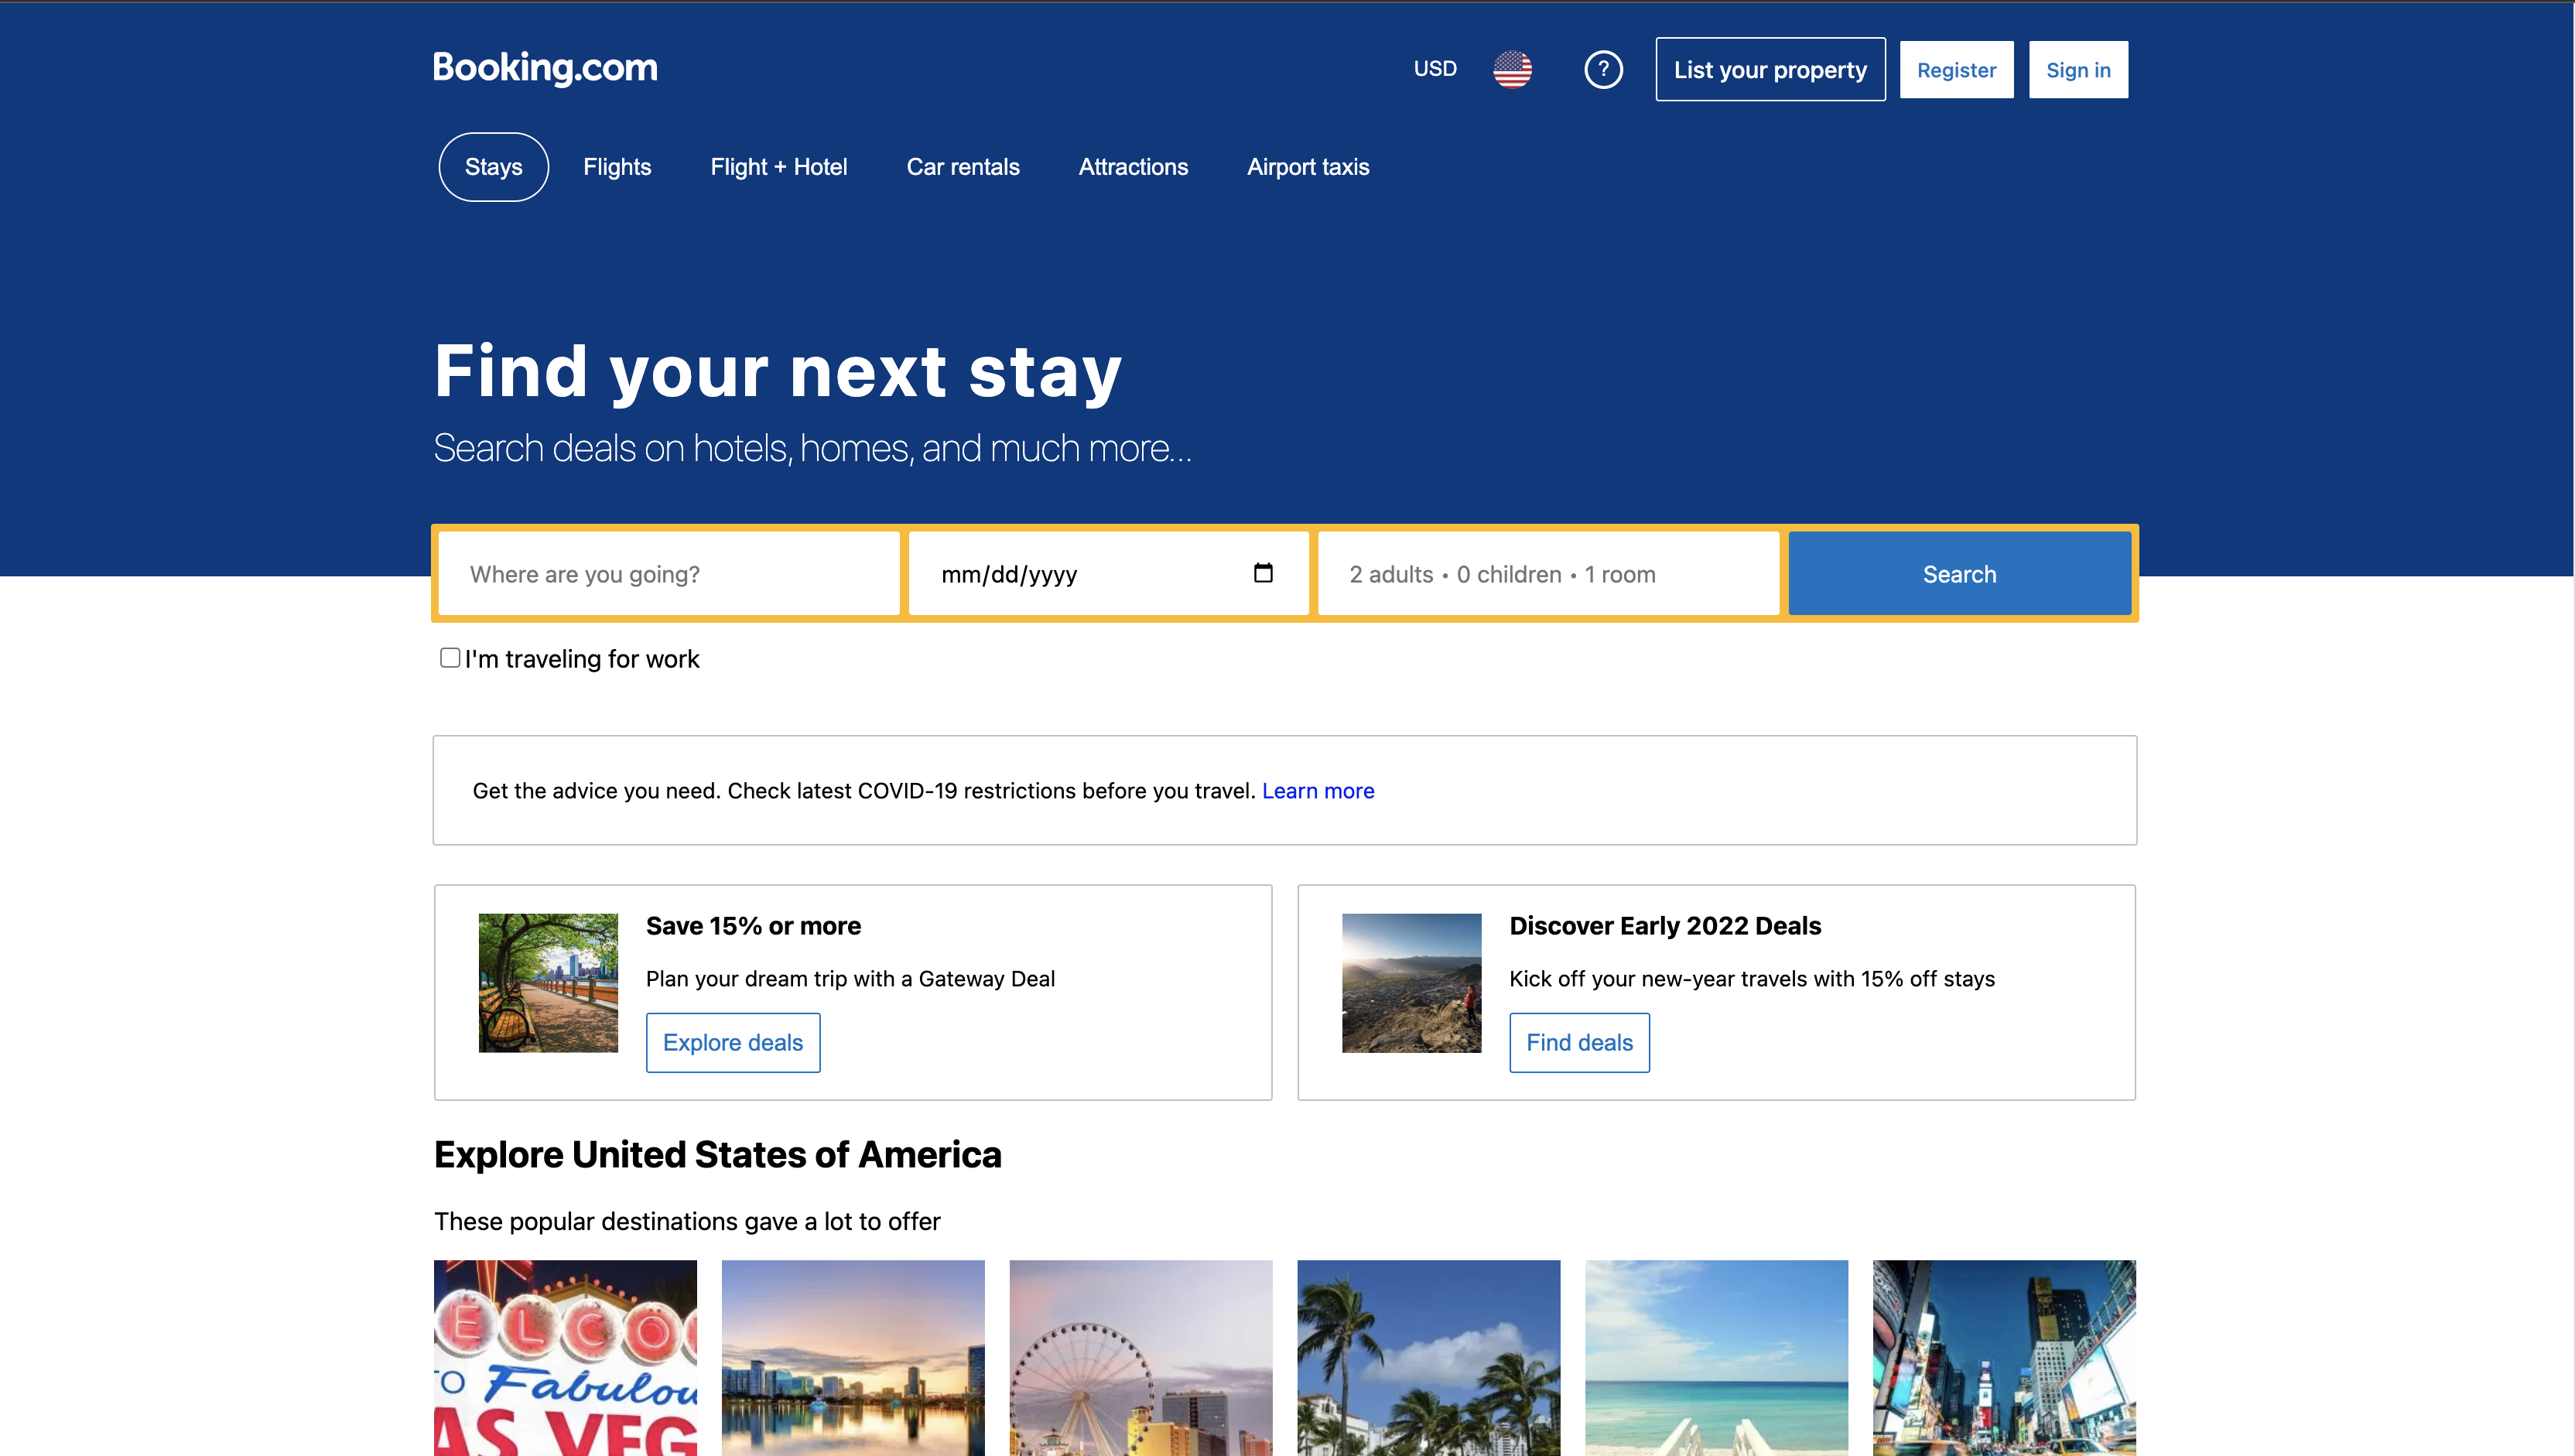 Booking.com
USD
?
List your property
Register
Sign in
Stays
Flights
Flight + Hotel
Car rentals
Attractions
Airport taxis
Find your next stay
Search deals on hotels, homes, and much more...
Where are you going?
mm/dd/yyyy
2 adults • 0 children • 1 room
Search
I'm traveling for work
Get the advice you need. Check latest COVID-19 restrictions before you travel. Learn more
Save 15% or more
Plan your dream trip with a Gateway Deal
Explore deals
Discover Early 2022 Deals
Kick off your new-year travels with 15% off stays
Find deals
Explore United States of America
These popular destinations gave a lot to offer
ELCO
TO Fabulou
AS VEG